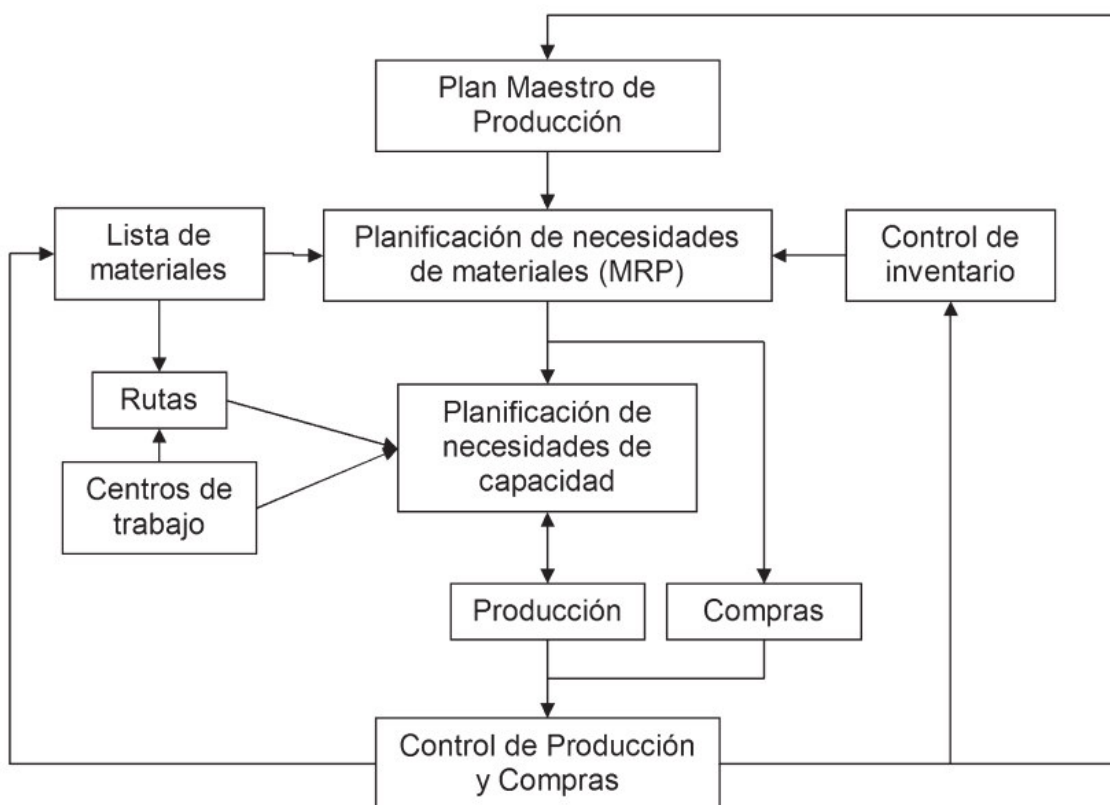 Plan Maestro de
Producción
Lista de
materiales
Planificación de necesidades
de materiales (MRP)
Control de
inventario
Rutas
Planificación de
necesidades de
capacidad
Centros de
trabajo
Producción
Compras
Control de Producción
y Compras